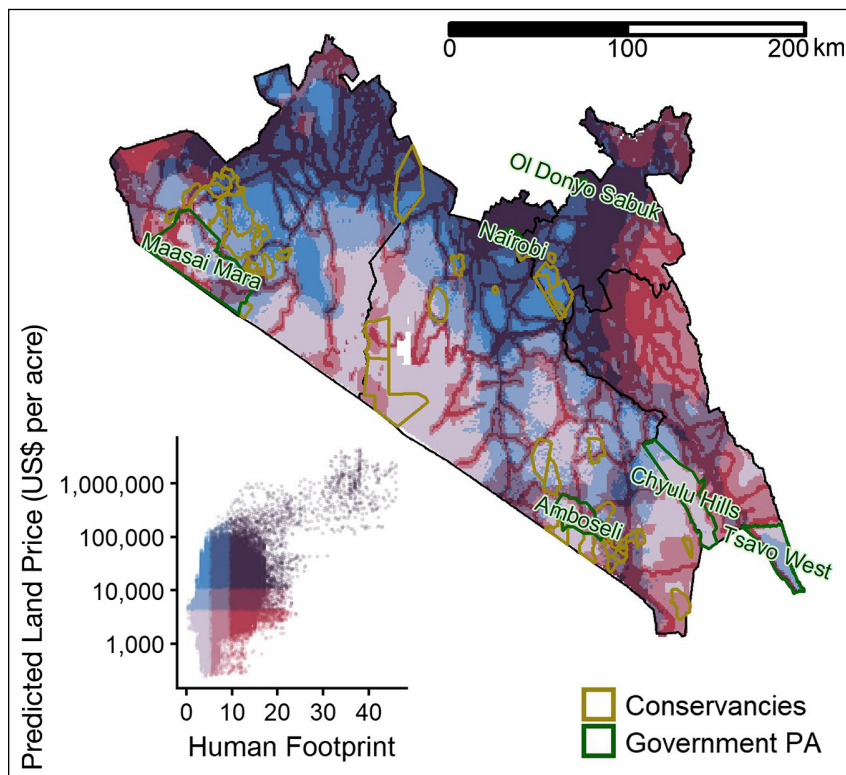 0 100 200 km
Ol Donyo Sabuk
Nairobi
Maasai Mara
Chyulu Hills
Amboseli
Tsavo West
Predicted Land Price (US$ per acre)
1,000,000
100,000
10,000
1,000
0 10 20 30 40
Human Footprint
Conservancies
Government PA